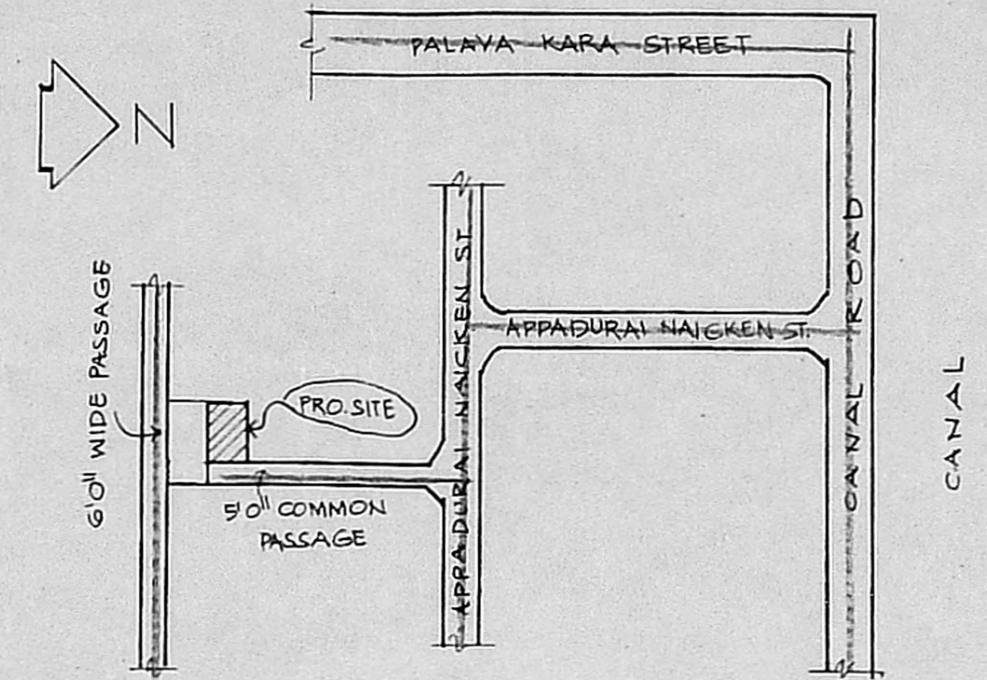 PALAVA KARA STREET
N
6'0" WIDE PASSAGE
APPADURAI NAICKEN ST.
APPADURAI NAICKEN ST.
CANAL ROAD
CANAL
PRO. SITE
5'0" COMMON
PASSAGE